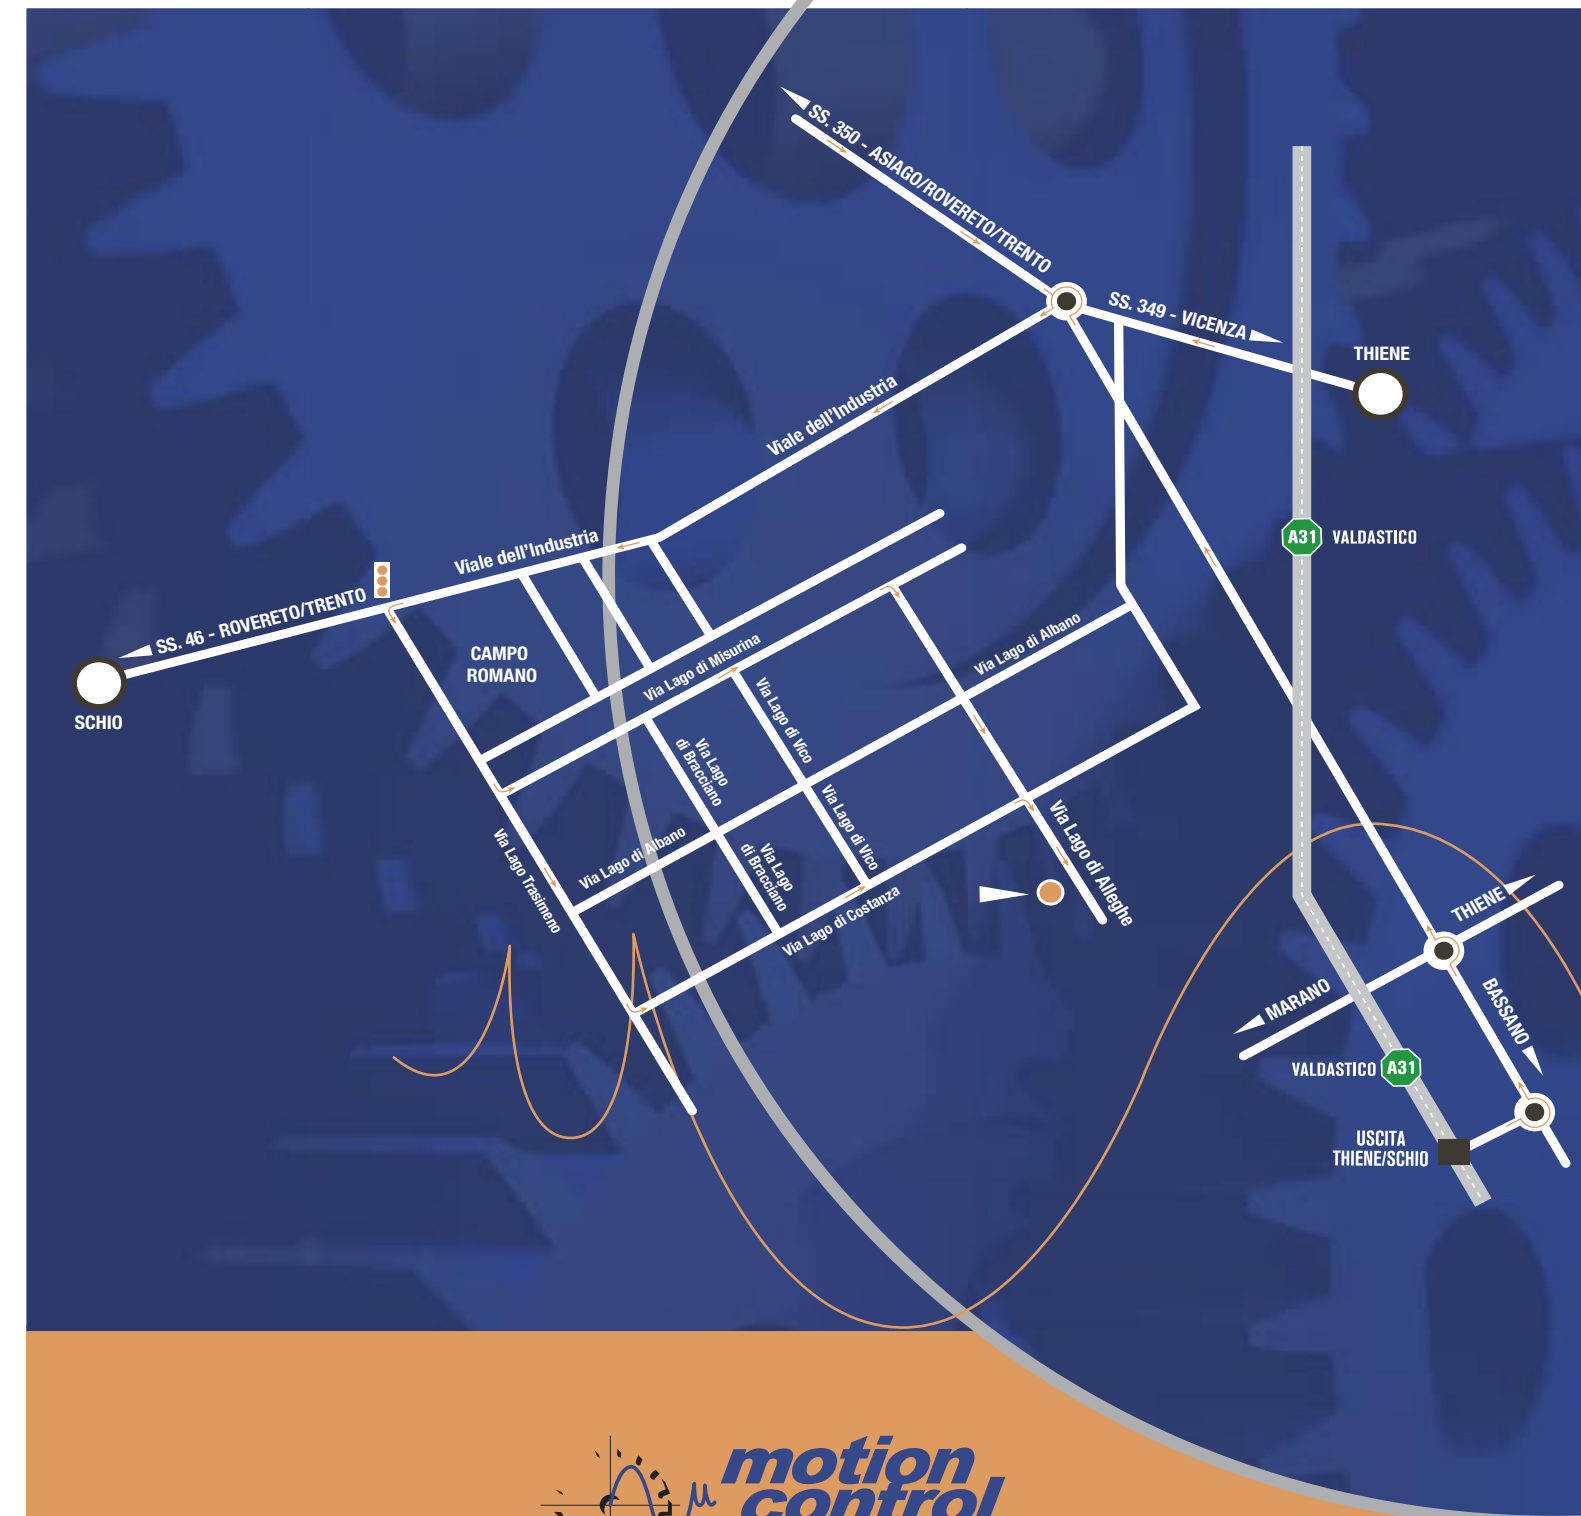 SS. 350 - ASIAGO/ROVERETO/TRENTO
SS. 349 - VICENZA
THIENE
Viale dell'Industria
Viale dell'Industria
A31 VALDASTICO
SS. 46 - ROVERETO/TRENTO
SCHIO
CAMPO
ROMANO
Via Lago di Misurina
Via Lago di Albano
Via Lago di Vico
Via Lago
di Bracciano
Via Lago di Vico
Via Lago di Albano
Via Lago
di Bracciano
Via Lago Trasimeno
Via Lago di Costanza
Via Lago di Alleghe
THIENE
MARANO
BASSANO
VALDASTICO A31
USCITA
THIENE/SCHIO
μ motion
control